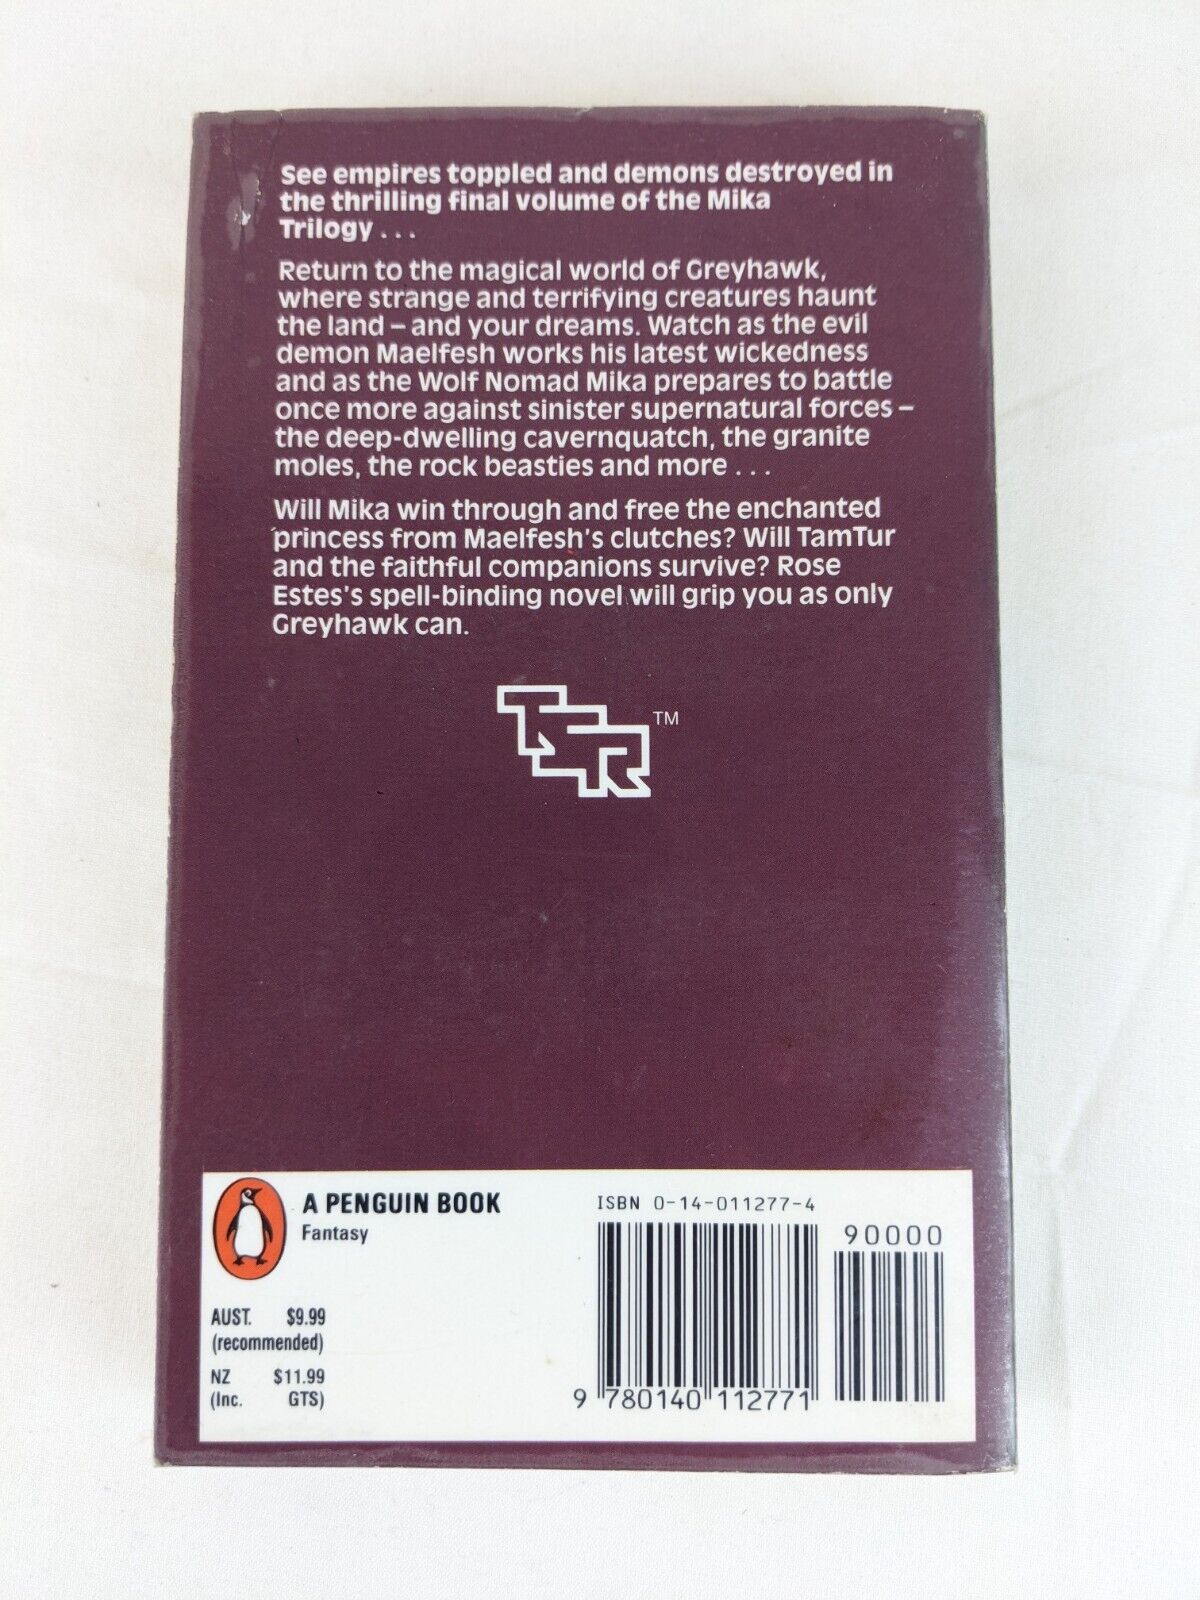 See empires toppled and demons destroyed in
the thrilling final volume of the Mika
Trilogy . . .
Return to the magical world of Greyhawk,
where strange and terrifying creatures haunt
the land – and your dreams. Watch as the evil
demon Maelfesh works his latest wickedness
and as the Wolf Nomad Mika prepares to battle
once more against sinister supernatural forces –
the deep-dwelling cavernquatch, the granite
moles, the rock beasties and more . . .
Will Mika win through and free the enchanted
princess from Maelfesh's clutches? Will TamTur
and the faithful companions survive? Rose
Estes's spell-binding novel will grip you as only
Greyhawk can.
TSR ™
A PENGUIN BOOK
Fantasy
AUST. $9.99
(recommended)
NZ $11.99
(Inc. GTS)
ISBN 0-14-011277-4
90000
9 780140 112771